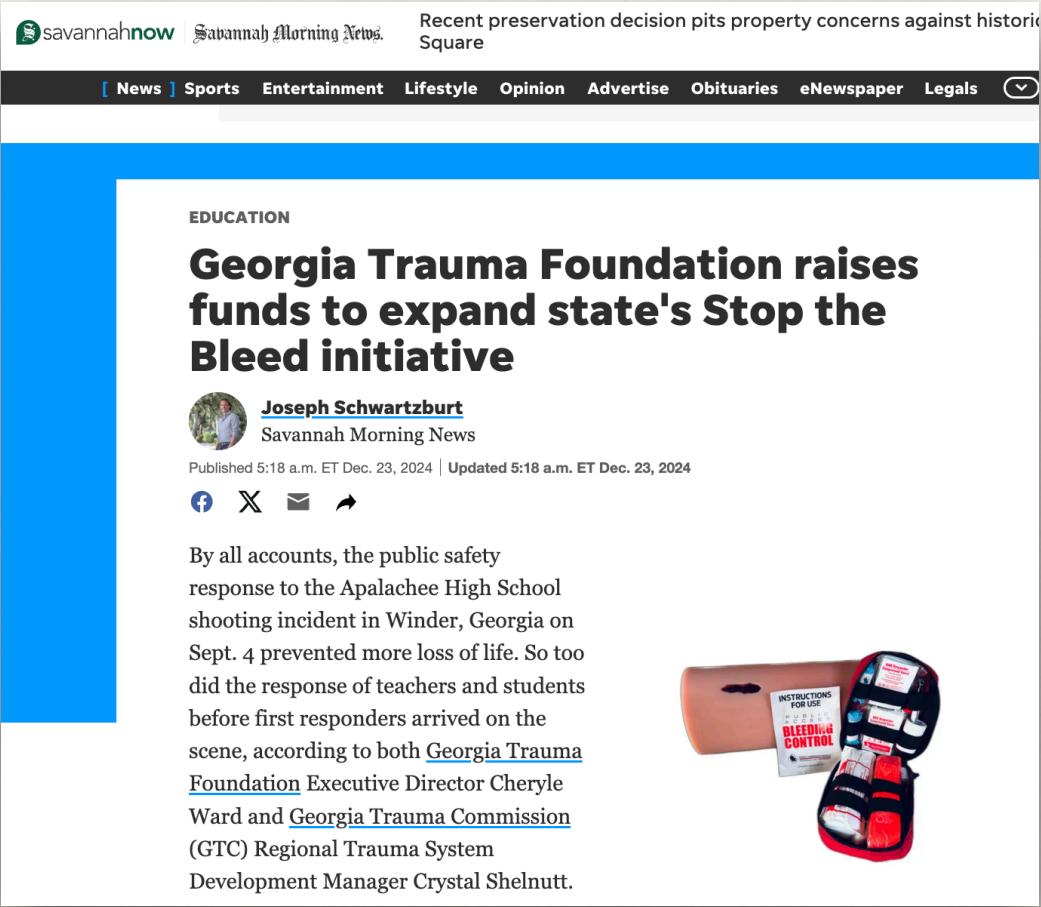 savannahnow Savannah Morning News.
Recent preservation decision pits property concerns against
Square
[ News ] Sports Entertainment Lifestyle Opinion Advertise Obituaries eNewspaper Legals
EDUCATION
Georgia Trauma Foundation raises
funds to expand state's Stop the
Bleed initiative
Joseph Schwartzburt
Savannah Morning News
Published 5:18 a.m. ET Dec. 23, 2024 | Updated 5:18 a.m. ET Dec. 23, 2024
By all accounts, the public safety
response to the Apalachee High School
shooting incident in Winder, Georgia on
Sept. 4 prevented more loss of life. So too
did the response of teachers and students
before first responders arrived on the
scene, according to both Georgia Trauma
Foundation Executive Director Cheryle
Ward and Georgia Trauma Commission
(GTC) Regional Trauma System
Development Manager Crystal Shelnutt.
INSTRUCTIONS
FOR USE
PUBLIC
ACCESS
BLEEDING
CONTROL